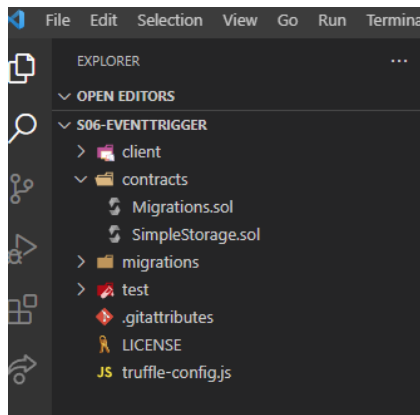 File Edit Selection View Go Run Termina
EXPLORER ...
OPEN EDITORS
S06-EVENTTRIGGER
client
contracts
Migrations.sol
SimpleStorage.sol
migrations
test
.gitattributes
LICENSE
JS truffle-config.js